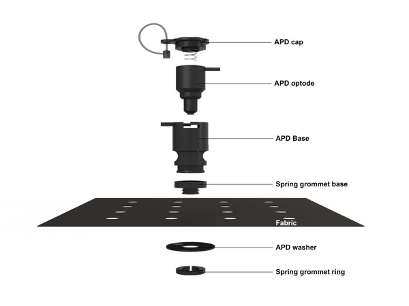 APD cap
APD optode
APD Base
Spring grommet base
Fabric
APD washer
Spring grommet ring